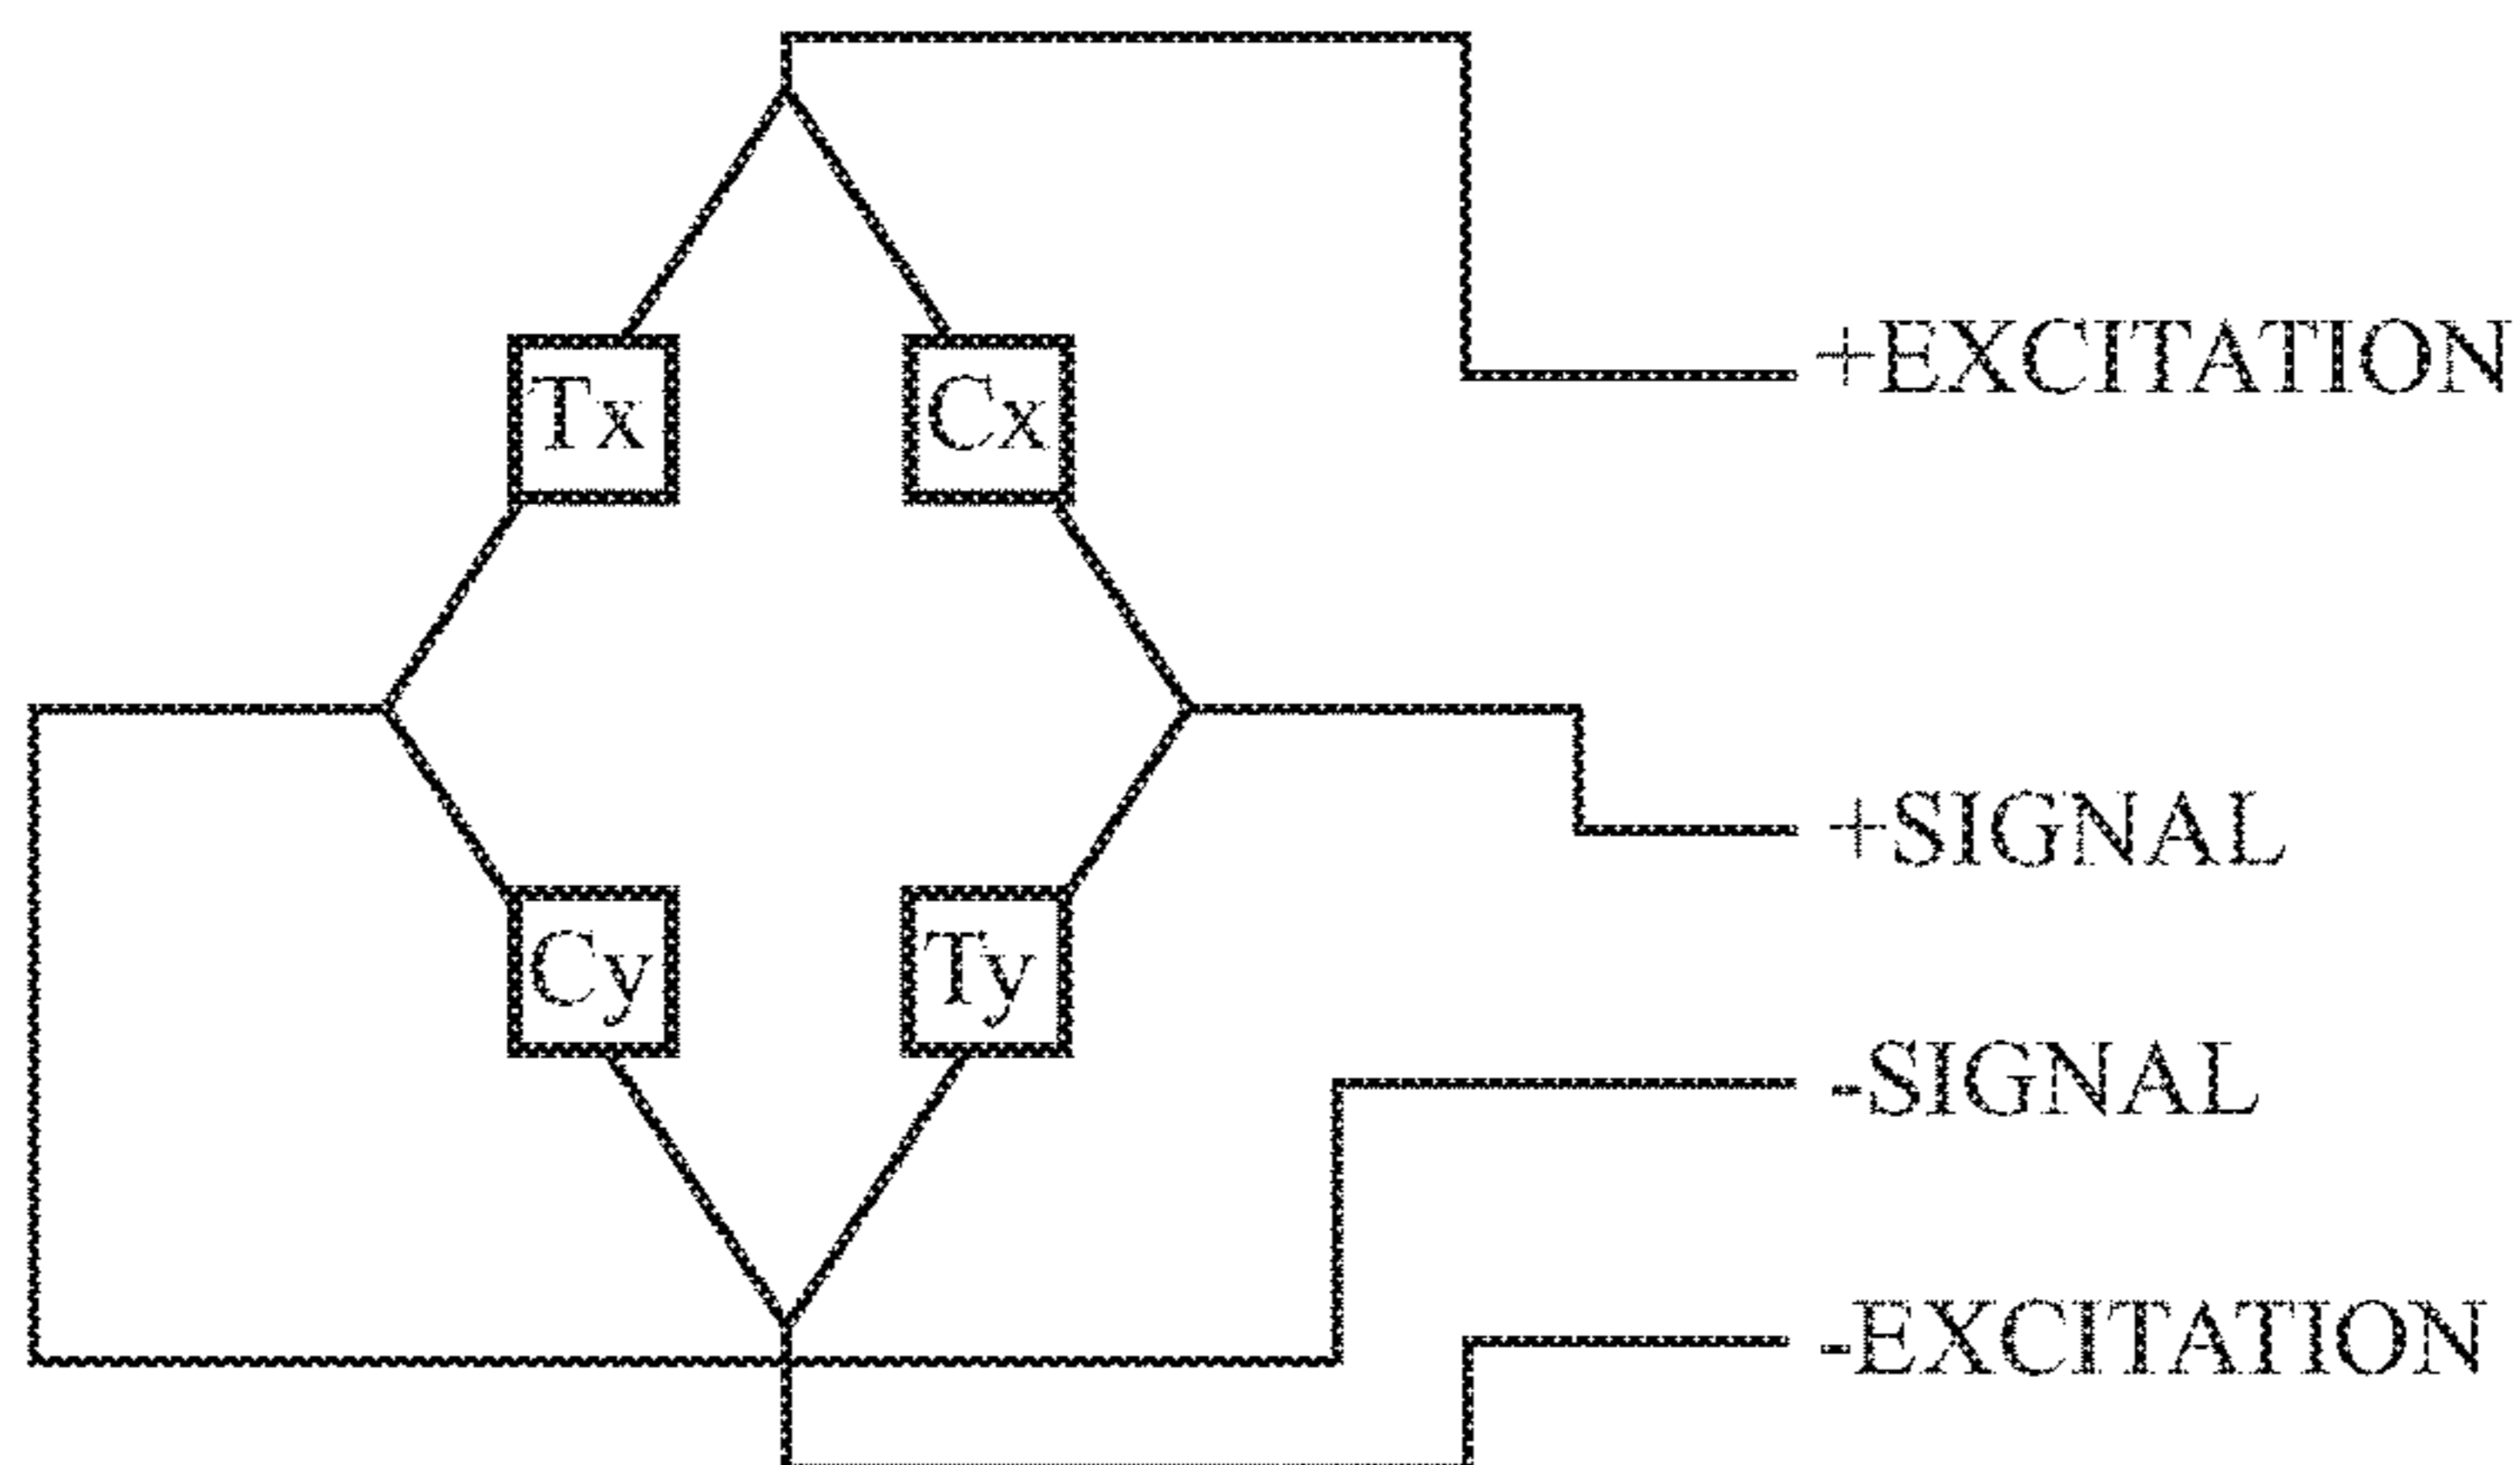 +EXCITATION
Tx
Cx
+SIGNAL
Cy
Ty
-SIGNAL
-EXCITATION